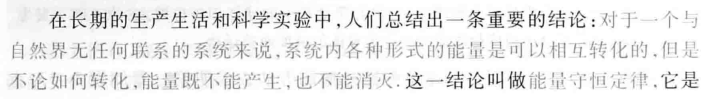 在长期的生产生活和科学实验中,人们总结出一条重要的结论:对于一个与
自然界无任何联系的系统来说,系统内各种形式的能量是可以相互转化的.但是
不论如何转化,能量既不能产生,也不能消灭.这一结论叫做能量守恒定律.它是